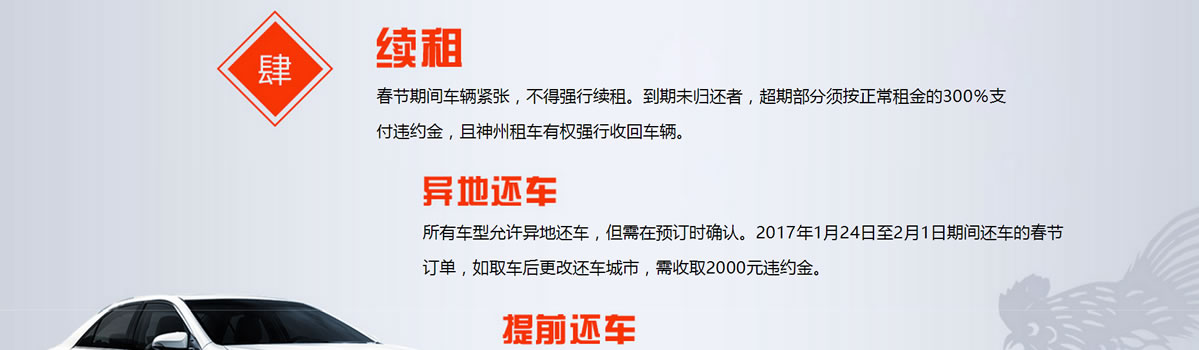 肆
续租
春节期间车辆紧张，不得强行续租。到期未归还者，超期部分须按正常租金的300%支
付违约金，且神州租车有权强行收回车辆。
异地还车
所有车型允许异地还车，但需在预订时确认。2017年1月24日至2月1日期间还车的春节
订单，如取车后更改还车城市，需收取2000元违约金。
提前还车